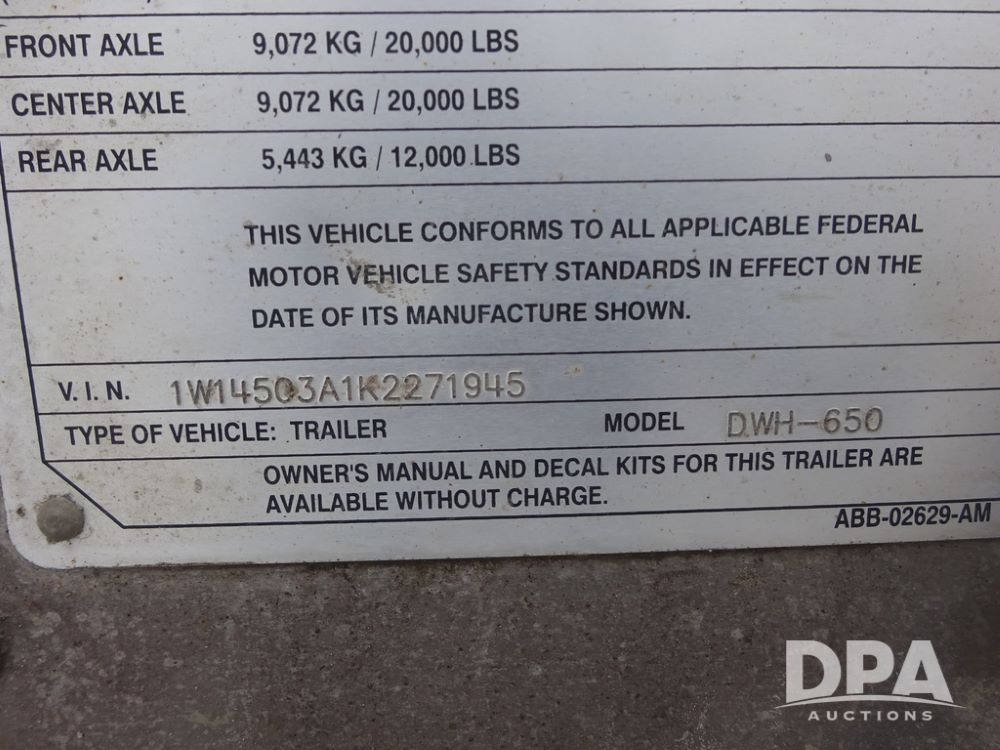 FRONT AXLE 9,072 KG / 20,000 LBS
CENTER AXLE 9,072 KG / 20,000 LBS
REAR AXLE 5,443 KG / 12,000 LBS
THIS VEHICLE CONFORMS TO ALL APPLICABLE FEDERAL
MOTOR VEHICLE SAFETY STANDARDS IN EFFECT ON THE
DATE OF ITS MANUFACTURE SHOWN.
V. I. N. 1W14503A1K2271945
TYPE OF VEHICLE: TRAILER MODEL DWH-650
OWNER'S MANUAL AND DECAL KITS FOR THIS TRAILER ARE
AVAILABLE WITHOUT CHARGE.
ABB-02629-AM
DPA
AUCTIONS